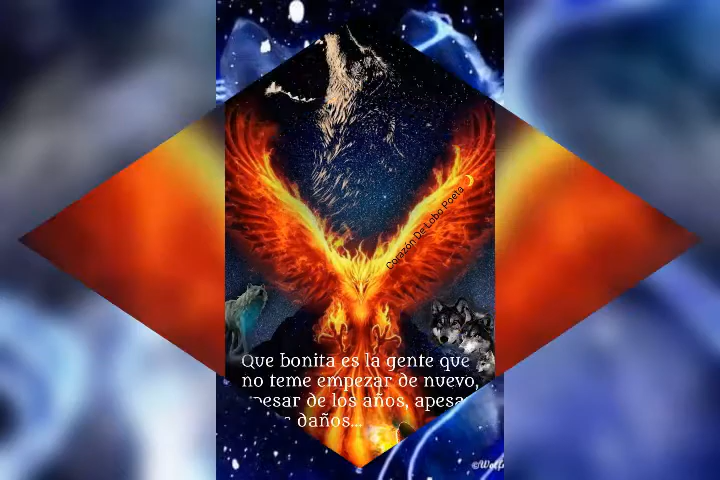 Corazón De Lobo Poeta
Que bonita es la gente que
no teme empezar de nuevo,
pesar de los años, apesa
daños...